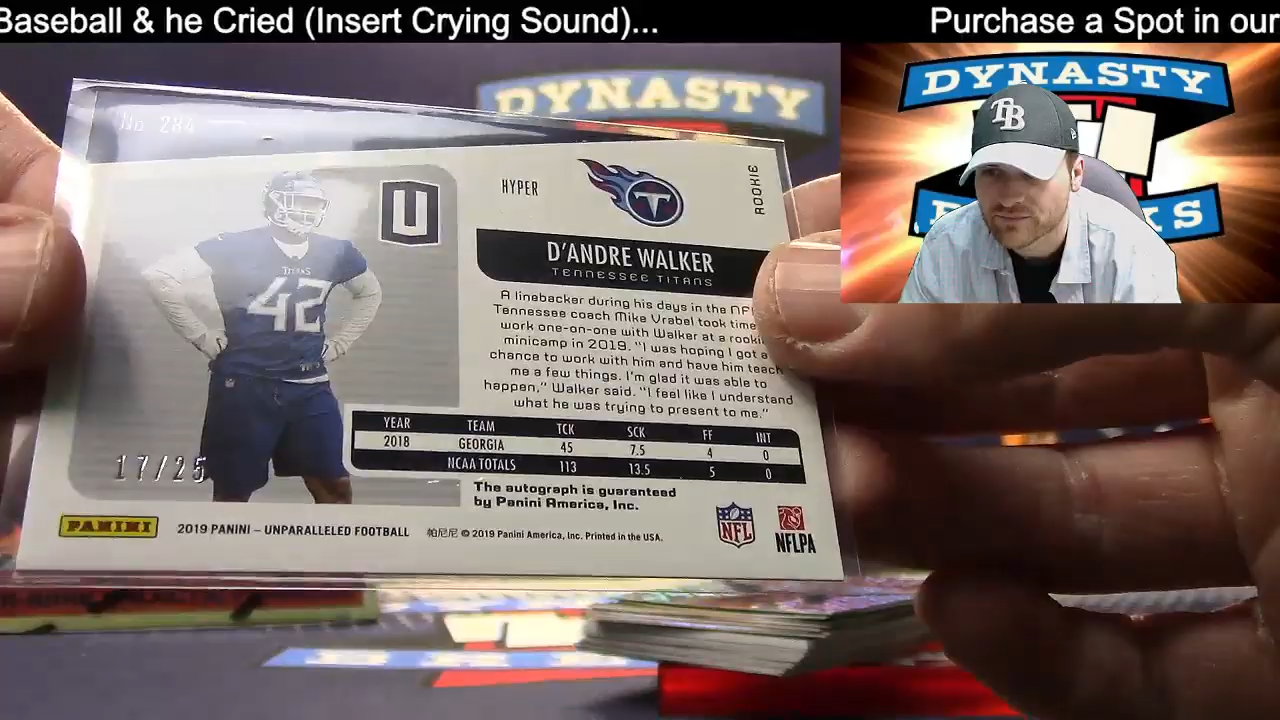 Baseball & he Cried (Insert Crying Sound)...
Purchase a Spot in our
DYNASTY
DYNASTY
KS
TB
No. 284
U
HYPER
T
ROOKIE
D'ANDRE WALKER
TENNESSEE TITANS
TITANS
42
A linebacker during his days in the
Tennessee coach Mike Vrabel took time
work one-on-one with Walker at a
minicamp in 2019. "I was hoping I got a
chance to work with him and have him teach
me a few things. I'm glad it was able to
happen," Walker said. "I feel like I understand
what he was trying to present to me."
YEAR TEAM TCK SCK FF INT
2018 GEORGIA 45 7.5 4 0
NCAA TOTALS 113 13.5 5 0
17/25
The autograph is guaranteed
by Panini America, Inc.
PANINI
2019 PANINI – UNPARALLELED FOOTBALL
帕尼尼 © 2019 Panini America, Inc. Printed in the USA.
NFL
NFLPA